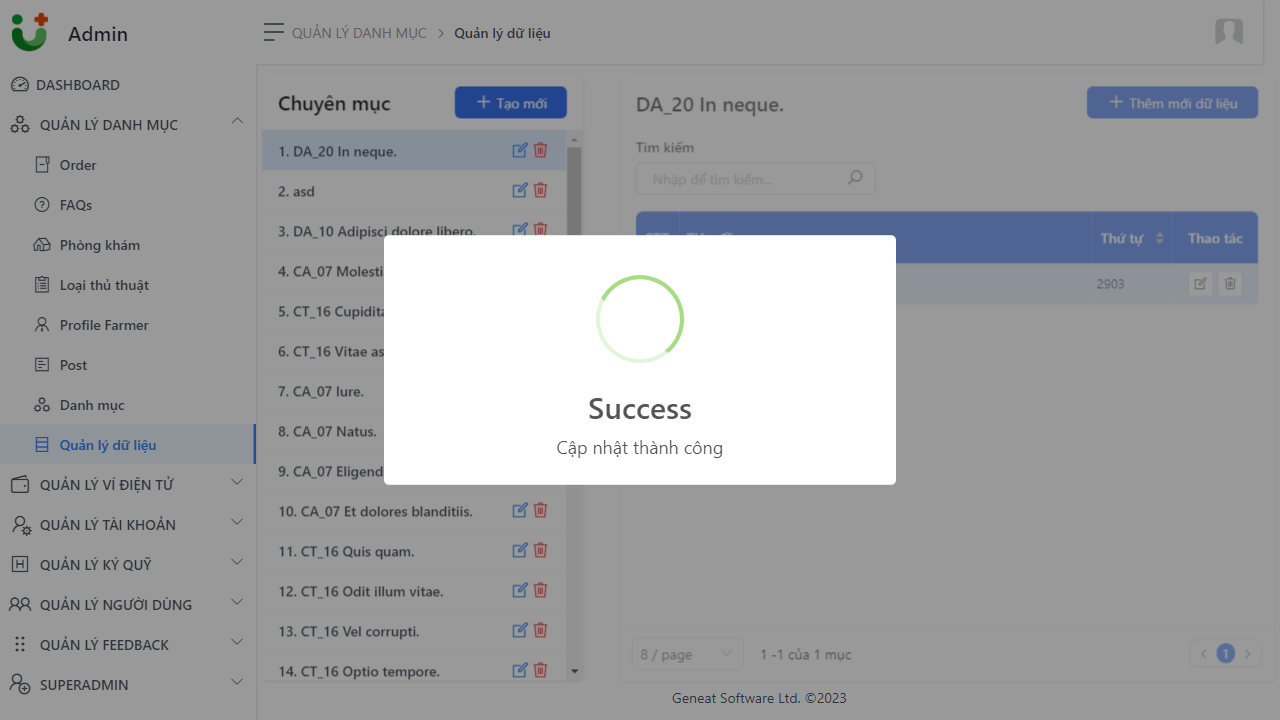 Admin
QUẢN LÝ DANH MỤC
Quản lý dữ liệu
DASHBOARD
QUẢN LÝ DANH MỤC
Order
FAQs
Phòng khám
Loại thủ thuật
Profile Farmer
Post
Danh mục
Quản lý dữ liệu
QUẢN LÝ VÍ ĐIỆN TỬ
QUẢN LÝ TÀI KHOẢN
QUẢN LÝ KÝ QUỸ
QUẢN LÝ NGƯỜI DÙNG
QUẢN LÝ FEEDBACK
SUPERADMIN
Chuyên mục
Tạo mới
1. DA_20 In neque.
2. asd
3. DA_10 Adipisci dolore libero.
4. CA_07 Molesti
5. CT_16 Cupidita
6. CT_16 Vitae as
7. CA_07 Iure.
8. CA_07 Natus.
9. CA_07 Eligend
10. CA_07 Et dolores blanditiis.
11. CT_16 Quis quam.
12. CT_16 Odit illum vitae.
13. CT_16 Vel corrupti.
14. CT_16 Optio tempore.
DA_20 In neque.
Thêm mới dữ liệu
Tìm kiếm
Nhập để tìm kiếm...
Thứ tự
Thao tác
2903
Success
Cập nhật thành công
8 / page
1 -1 của 1 mục
1
Geneat Software Ltd. ©2023